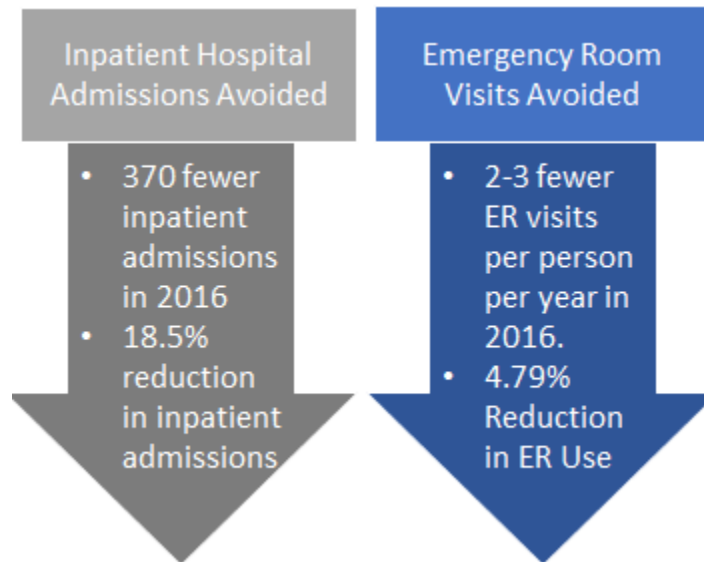 Inpatient Hospital
Admissions Avoided
• 370 fewer
inpatient
admissions
in 2016
• 18.5%
reduction
in inpatient
admissions
Emergency Room
Visits Avoided
• 2-3 fewer
ER visits
per person
per year in
2016.
• 4.79%
Reduction
in ER Use